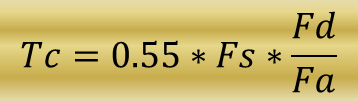 Tc = 0.55 * Fs * Fd/Fa